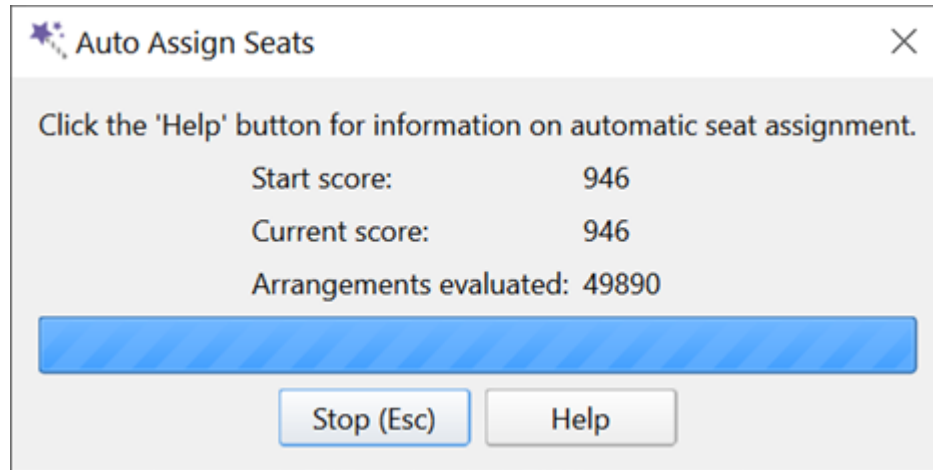 Auto Assign Seats
Click the 'Help' button for information on automatic seat assignment.
Start score: 946
Current score: 946
Arrangements evaluated: 49890
Stop (Esc) Help